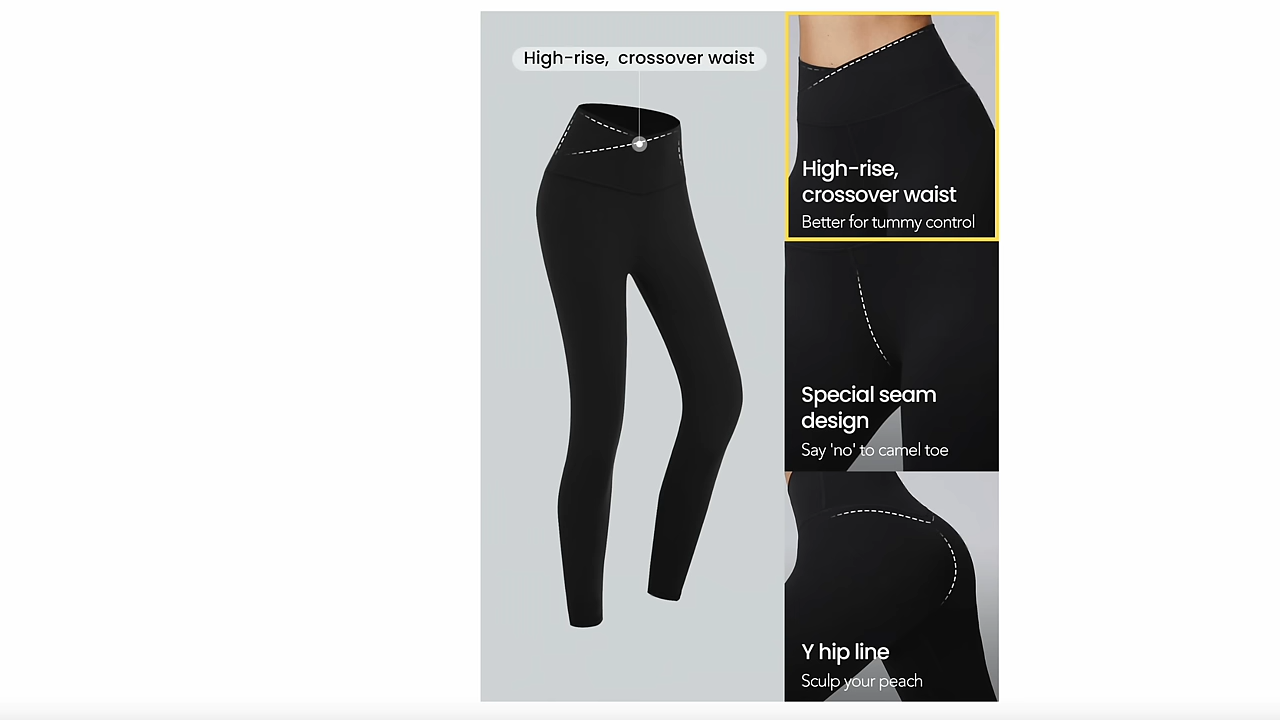 High-rise, crossover waist
High-rise,
crossover waist
Better for tummy control
Special seam
design
Say 'no' to camel toe
Y hip line
Sculp your peach